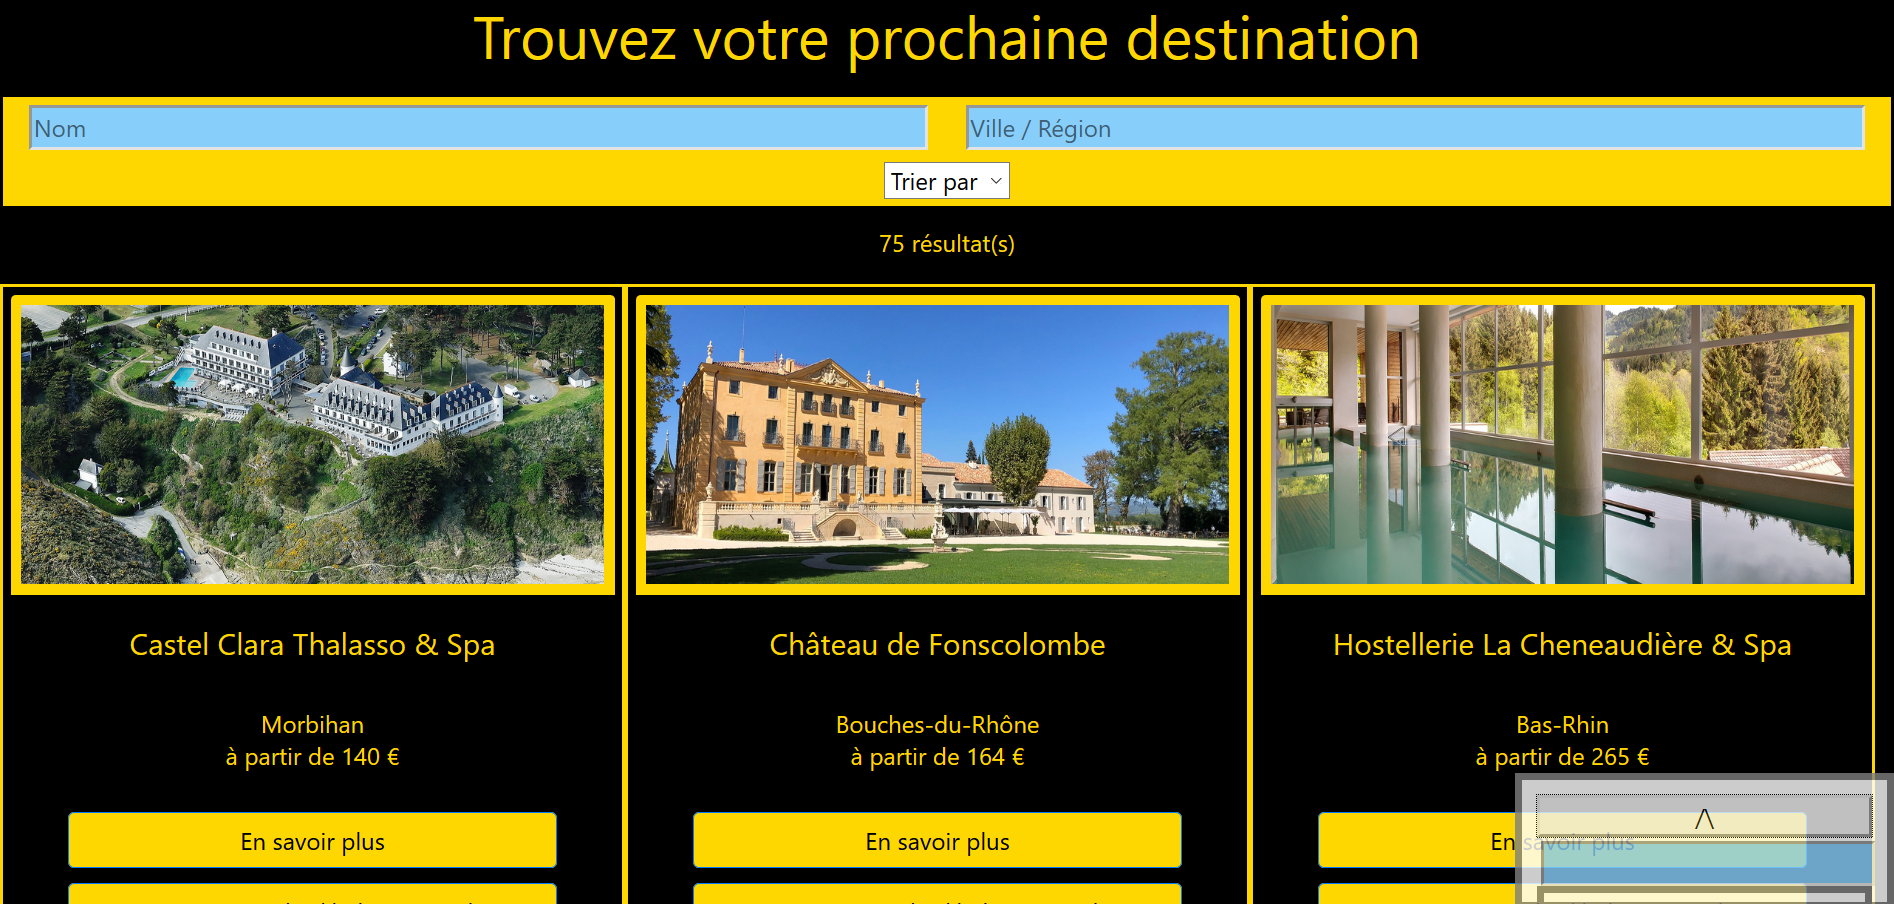 Trouvez votre prochaine destination
Nom
Ville / Région
Trier par
75 résultat(s)
Castel Clara Thalasso & Spa
Morbihan
à partir de 140 €
En savoir plus
Château de Fonscolombe
Bouches-du-Rhône
à partir de 164 €
En savoir plus
Hostellerie La Cheneaudière & Spa
Bas-Rhin
à partir de 265 €
En savoir plus